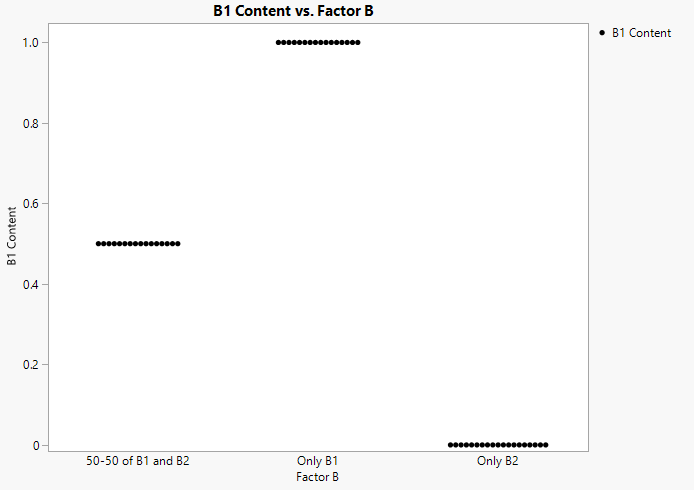 B1 Content vs. Factor B
B1 Content
1.0
0.8
0.6
0.4
0.2
0
B1 Content
50-50 of B1 and B2 Only B1 Only B2
Factor B